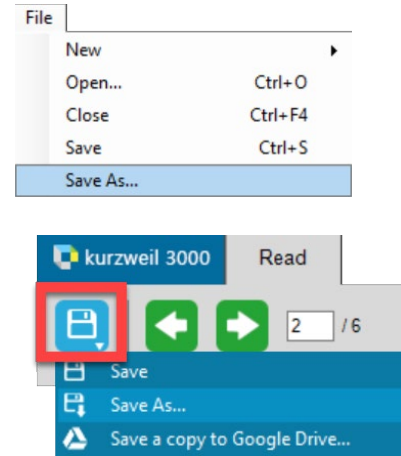 File
New
Open... Ctrl+O
Close Ctrl+F4
Save Ctrl+S
Save As...
kurzweil 3000 Read
2 / 6
Save
Save As...
Save a copy to Google Drive...